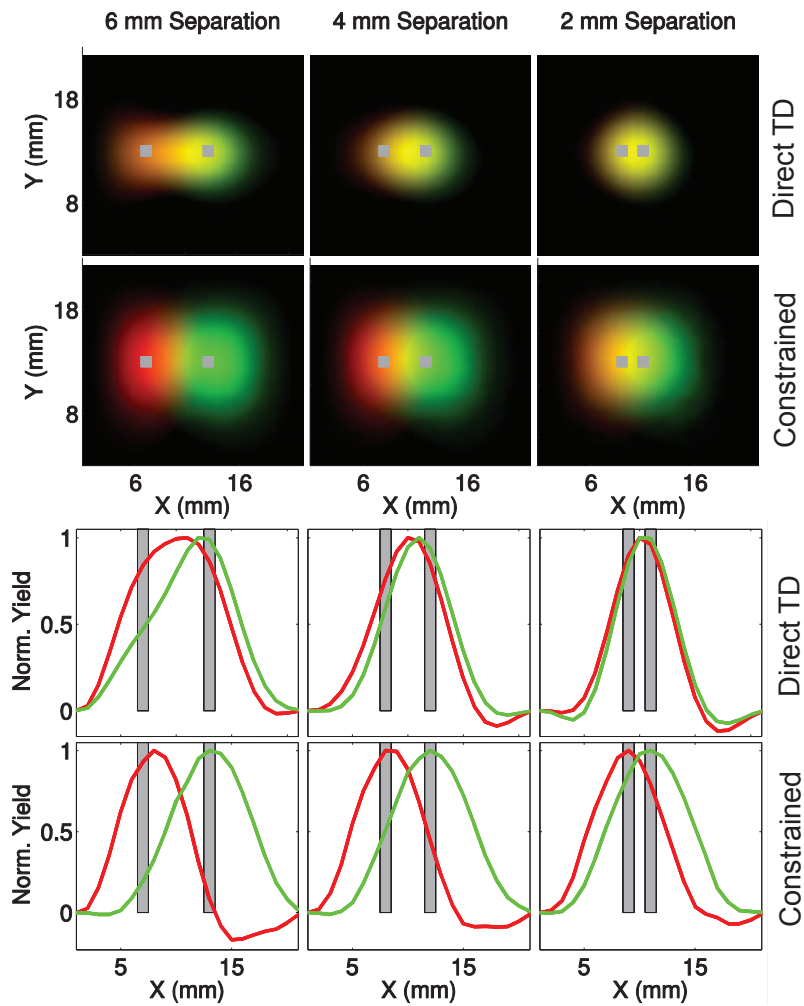 6 mm Separation 4 mm Separation 2 mm Separation
18
8
Y (mm)
Direct TD
18
8
Y (mm)
Constrained
6 16 6 16
X (mm) X (mm) X (mm)
1
0.5
0
Norm. Yield
Direct TD
1
0.5
0
Norm. Yield
Constrained
5 15 5 15 5 15
X (mm) X (mm) X (mm)